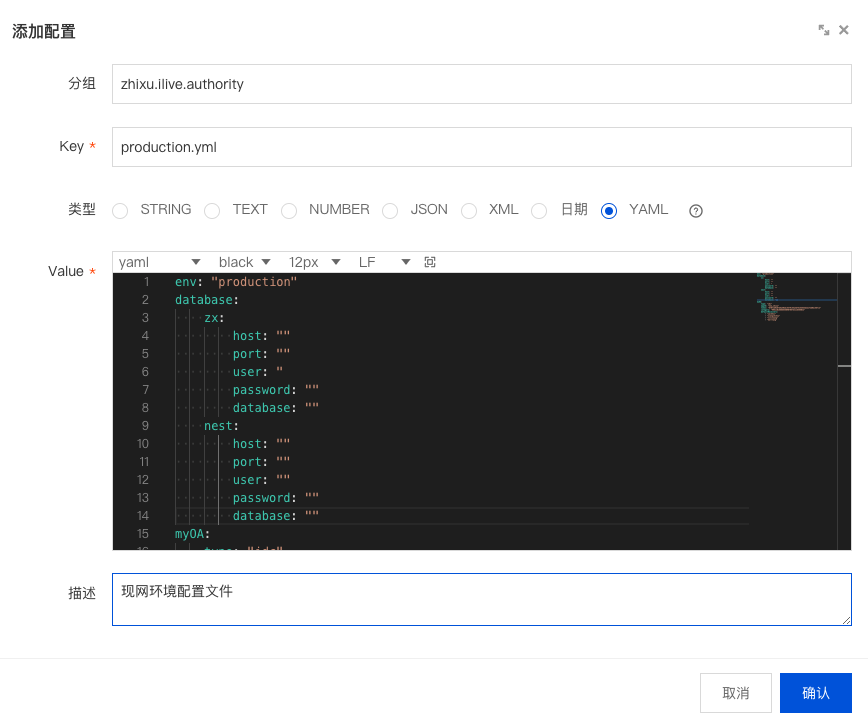 添加配置
分组
zhixu.ilive.authority
Key *
production.yml
类型 STRING TEXT NUMBER JSON XML 日期 YAML
Value *
yaml black 12px LF
1 env: "production"
2 database:
3 zx:
4 host: ""
5 port: ""
6 user: "
7 password: ""
8 database: ""
9 nest:
10 host: ""
11 port: ""
12 user: ""
13 password: ""
14 database: ""
15 myOA:
描述
现网环境配置文件
取消 确认